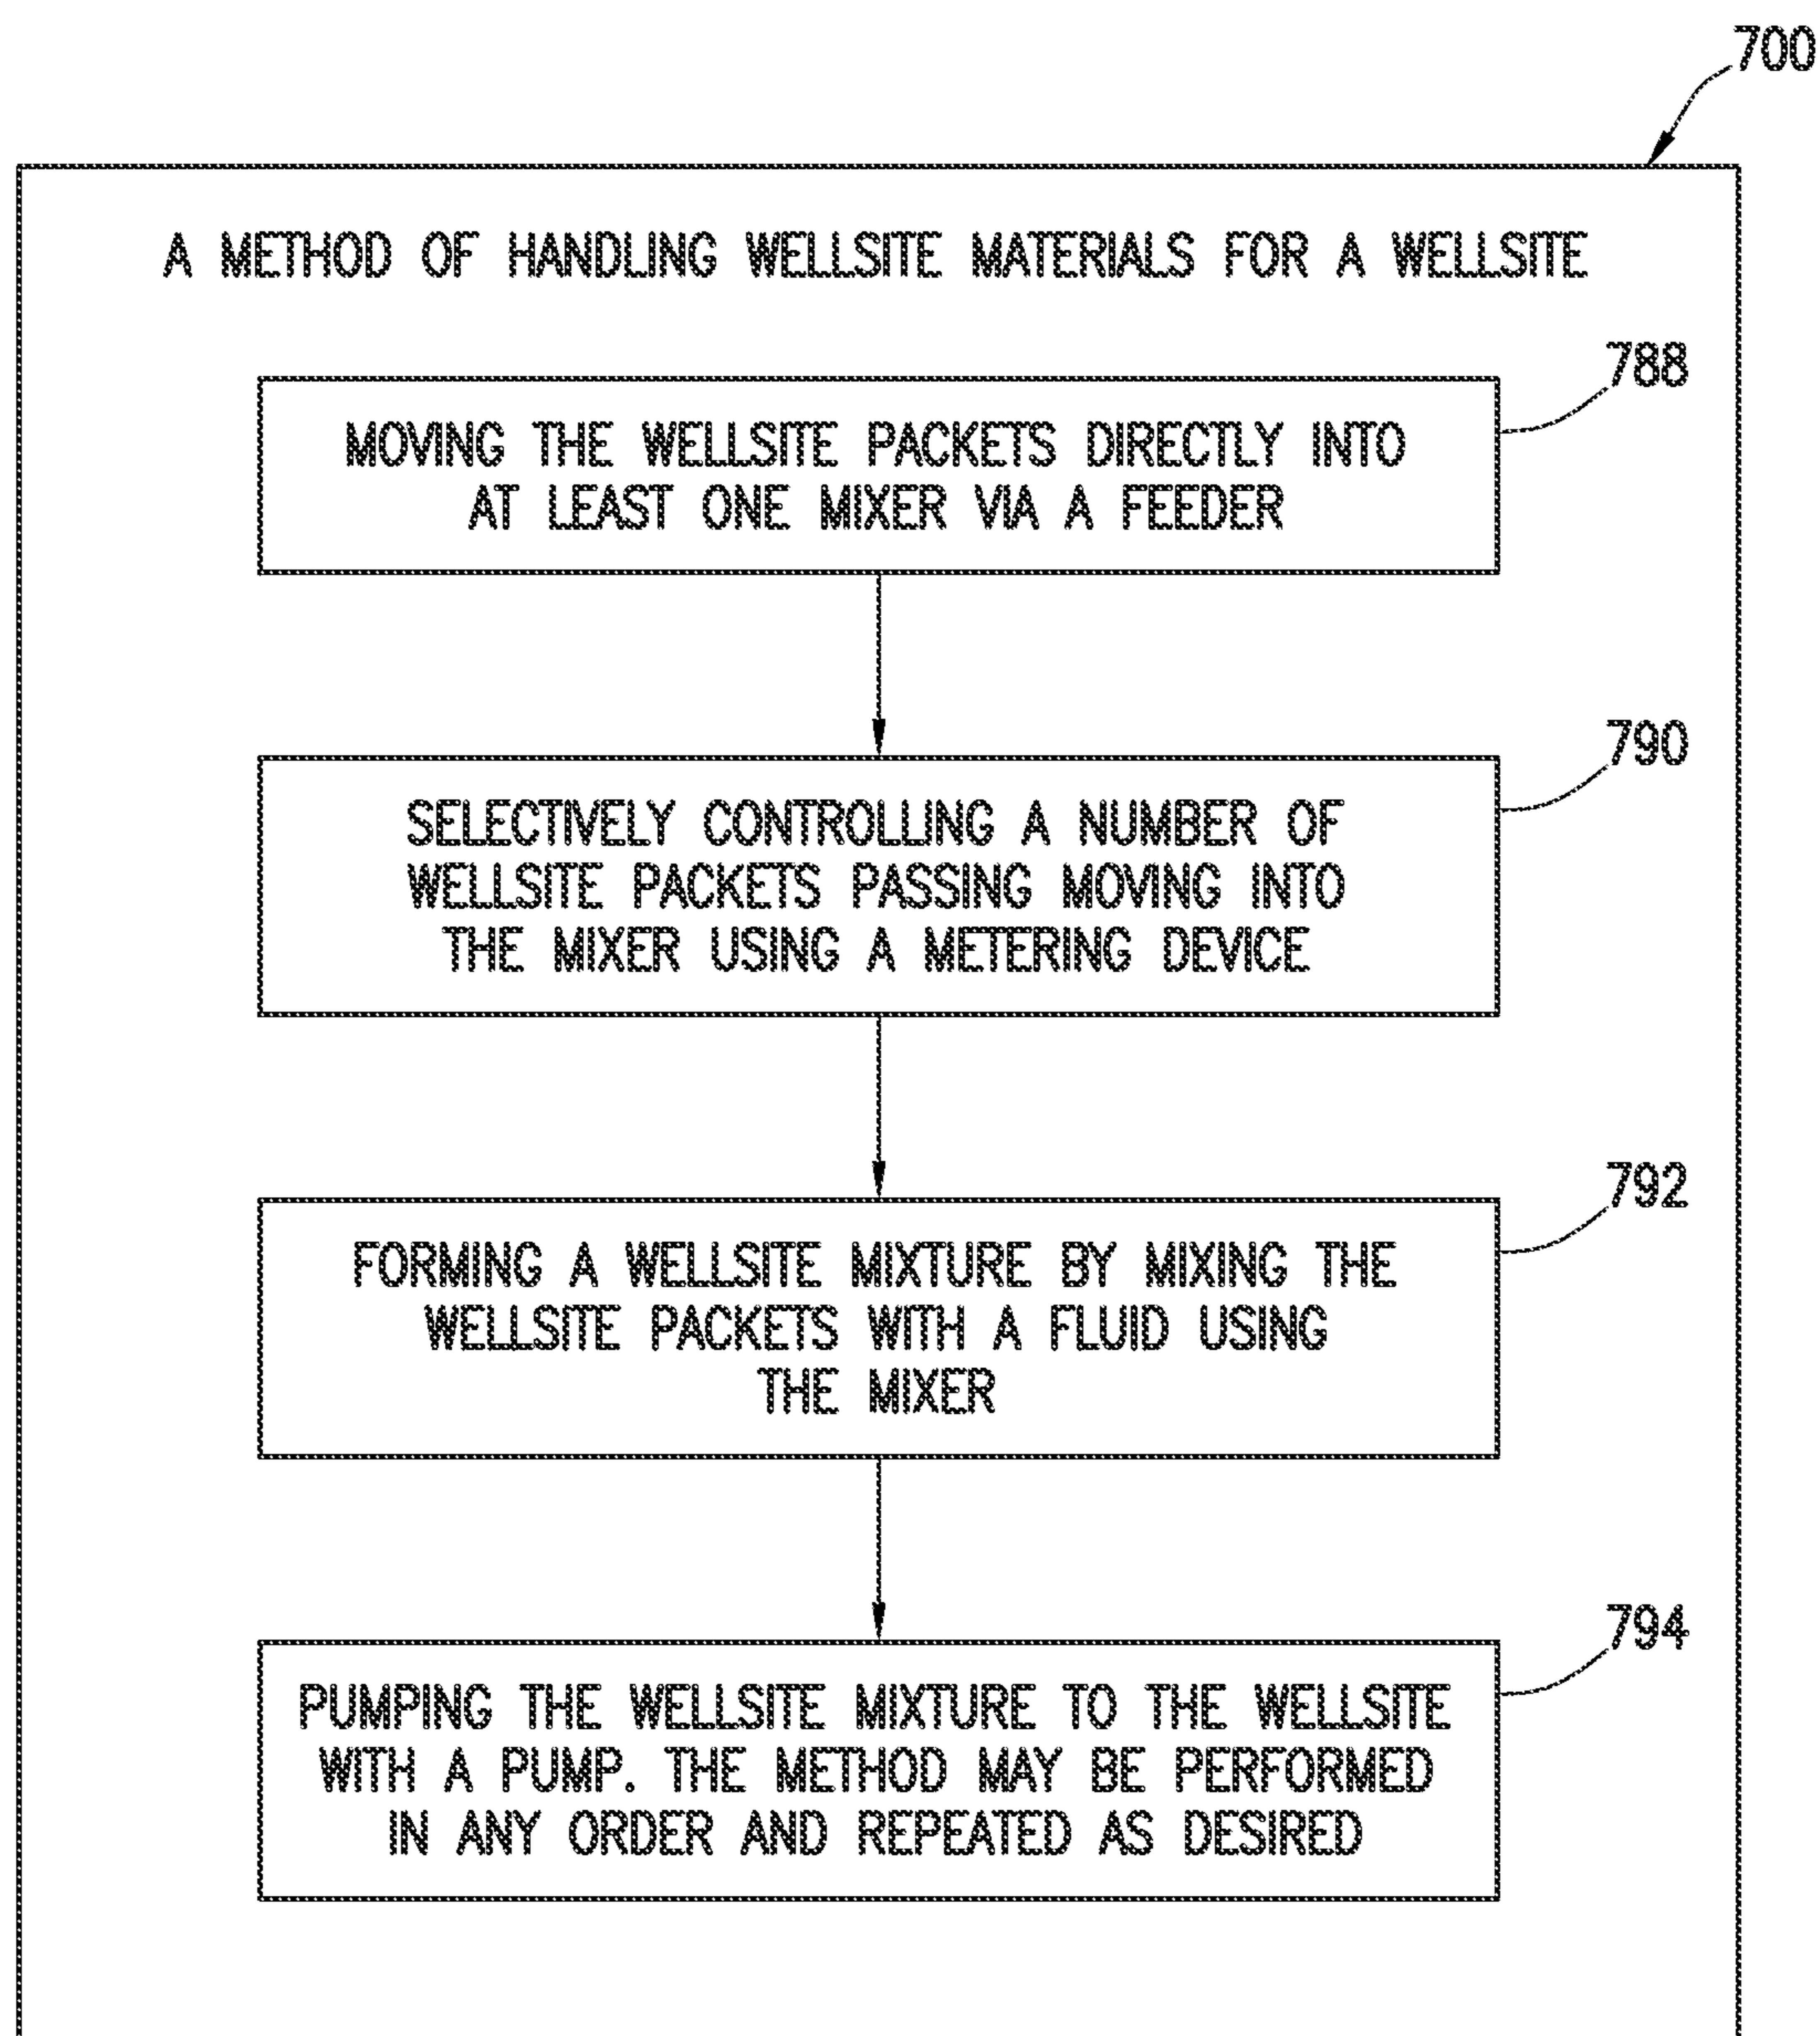 700
A METHOD OF HANDLING WELLSITE MATERIALS FOR A WELLSITE
788
MOVING THE WELLSITE PACKETS DIRECTLY INTO
AT LEAST ONE MIXER VIA A FEEDER
790
SELECTIVELY CONTROLLING A NUMBER OF
WELLSITE PACKETS PASSING MOVING INTO
THE MIXER USING A METERING DEVICE
792
FORMING A WELLSITE MIXTURE BY MIXING THE
WELLSITE PACKETS WITH A FLUID USING
THE MIXER
794
PUMPING THE WELLSITE MIXTURE TO THE WELLSITE
WITH A PUMP. THE METHOD MAY BE PERFORMED
IN ANY ORDER AND REPEATED AS DESIRED